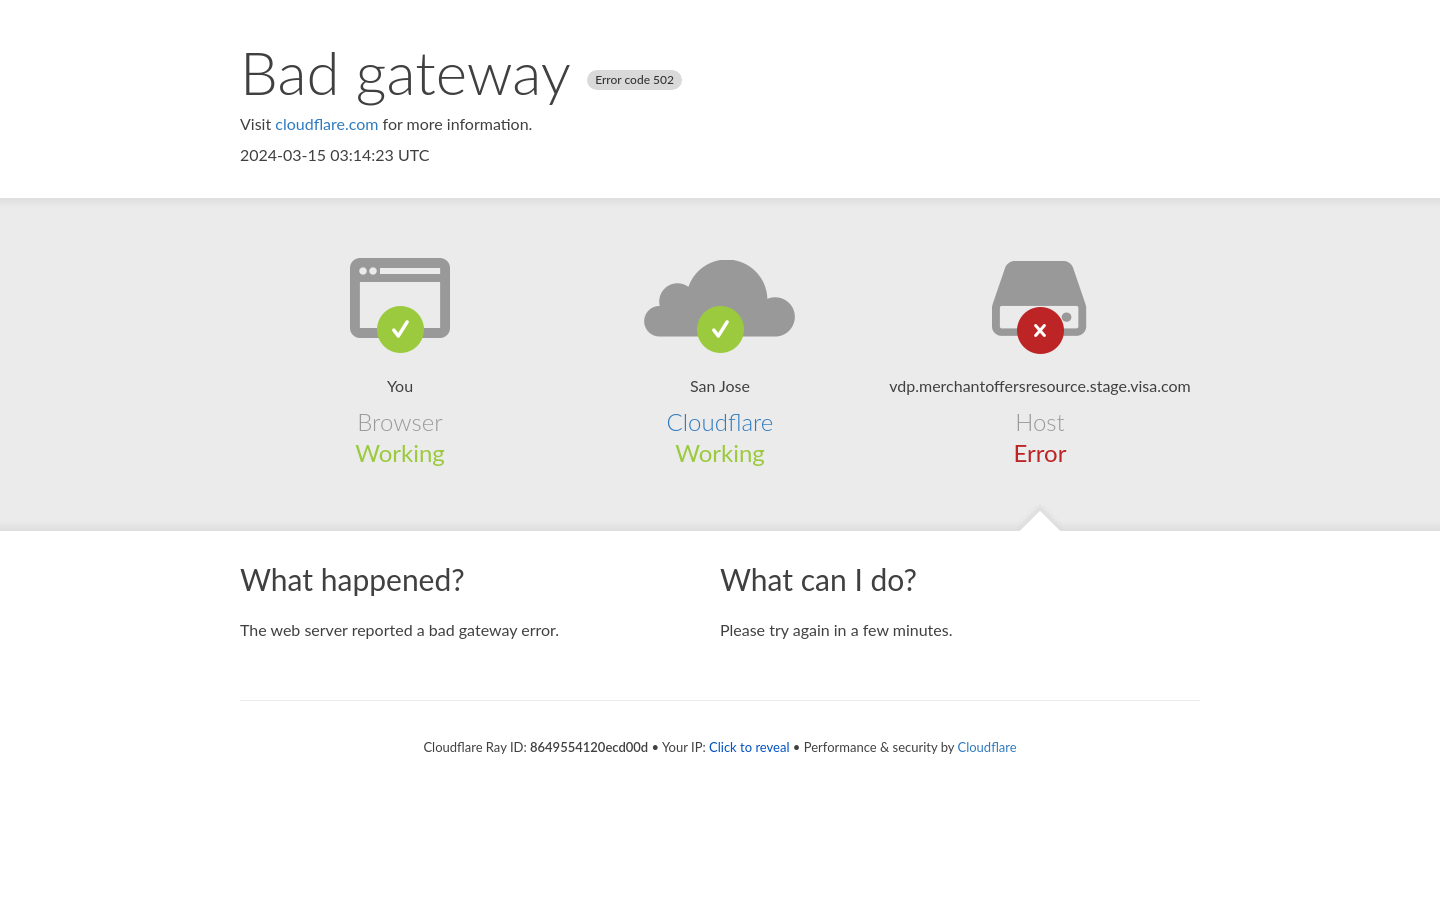 Bad gateway Error code 502
Visit cloudflare.com for more information.
2024-03-15 03:14:23 UTC
You
Browser
Working
San Jose
Cloudflare
Working
vdp.merchantoffersresource.stage.visa.com
Host
Error
What happened?
The web server reported a bad gateway error.
What can I do?
Please try again in a few minutes.
Cloudflare Ray ID: 8649554120ecd00d • Your IP: Click to reveal • Performance & security by Cloudflare